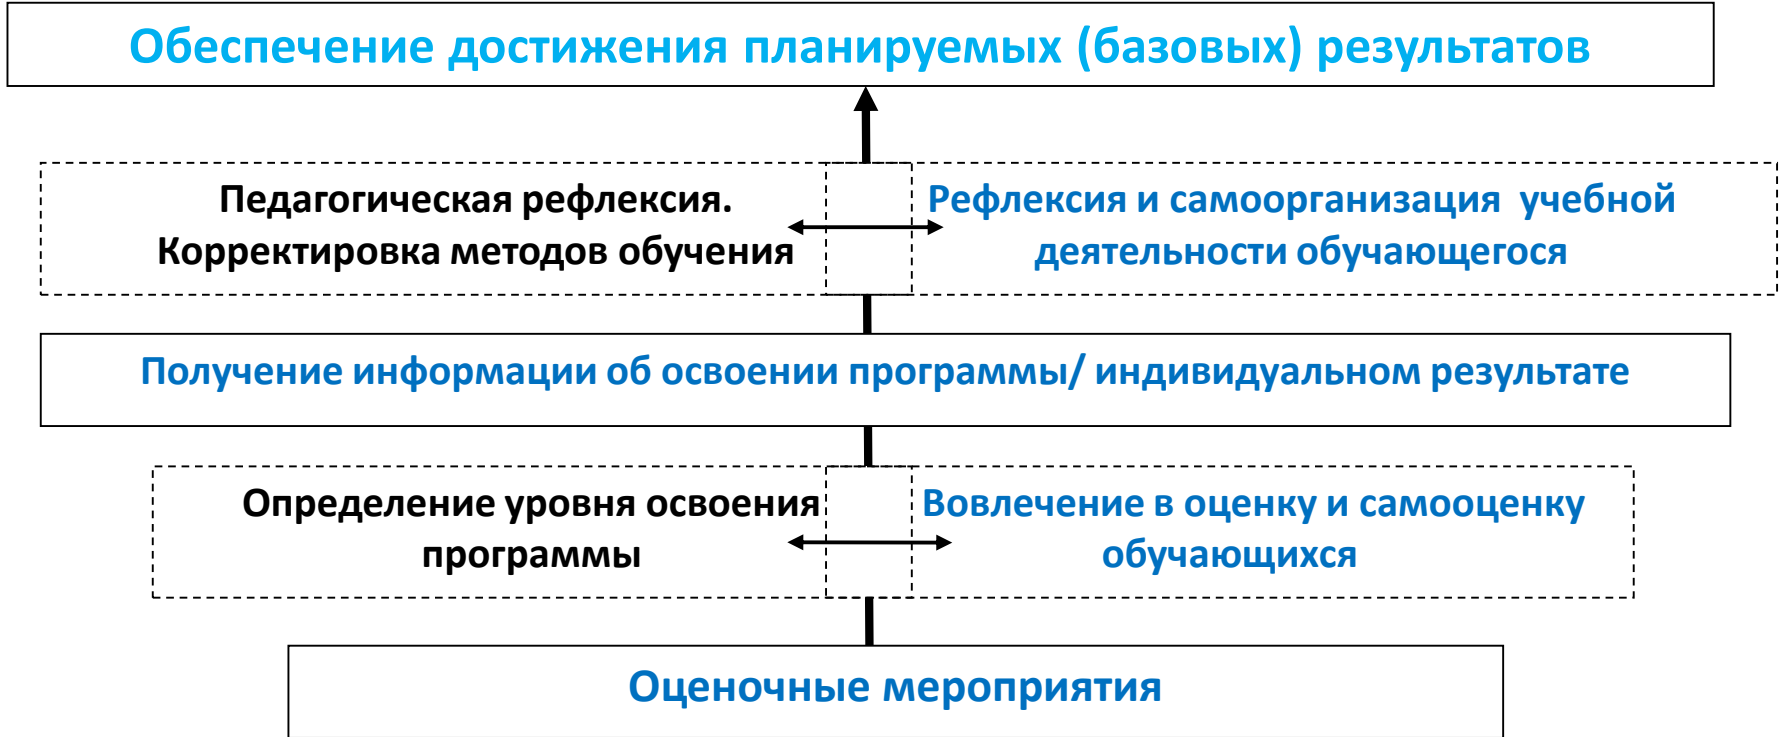 Обеспечение достижения планируемых (базовых) результатов
Педагогическая рефлексия.
Корректировка методов обучения
Рефлексия и самоорганизация учебной
деятельности обучающегося
Получение информации об освоении программы/ индивидуальном результате
Определение уровня освоения
программы
Вовлечение в оценку и самооценку
обучающихся
Оценочные мероприятия